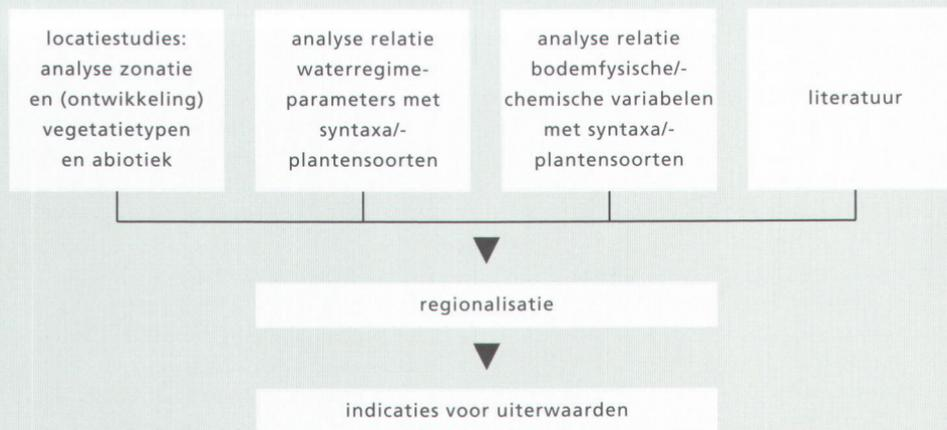 locatiestudies:
analyse zonatie
en (ontwikkeling)
vegetatietypen
en abiotiek
analyse relatie
waterregime-
parameters met
syntaxa/-
plantensoorten
analyse relatie
bodemfysische/-
chemische variabelen
met syntaxa/-
plantensoorten
literatuur
regionalisatie
indicaties voor uiterwaarden